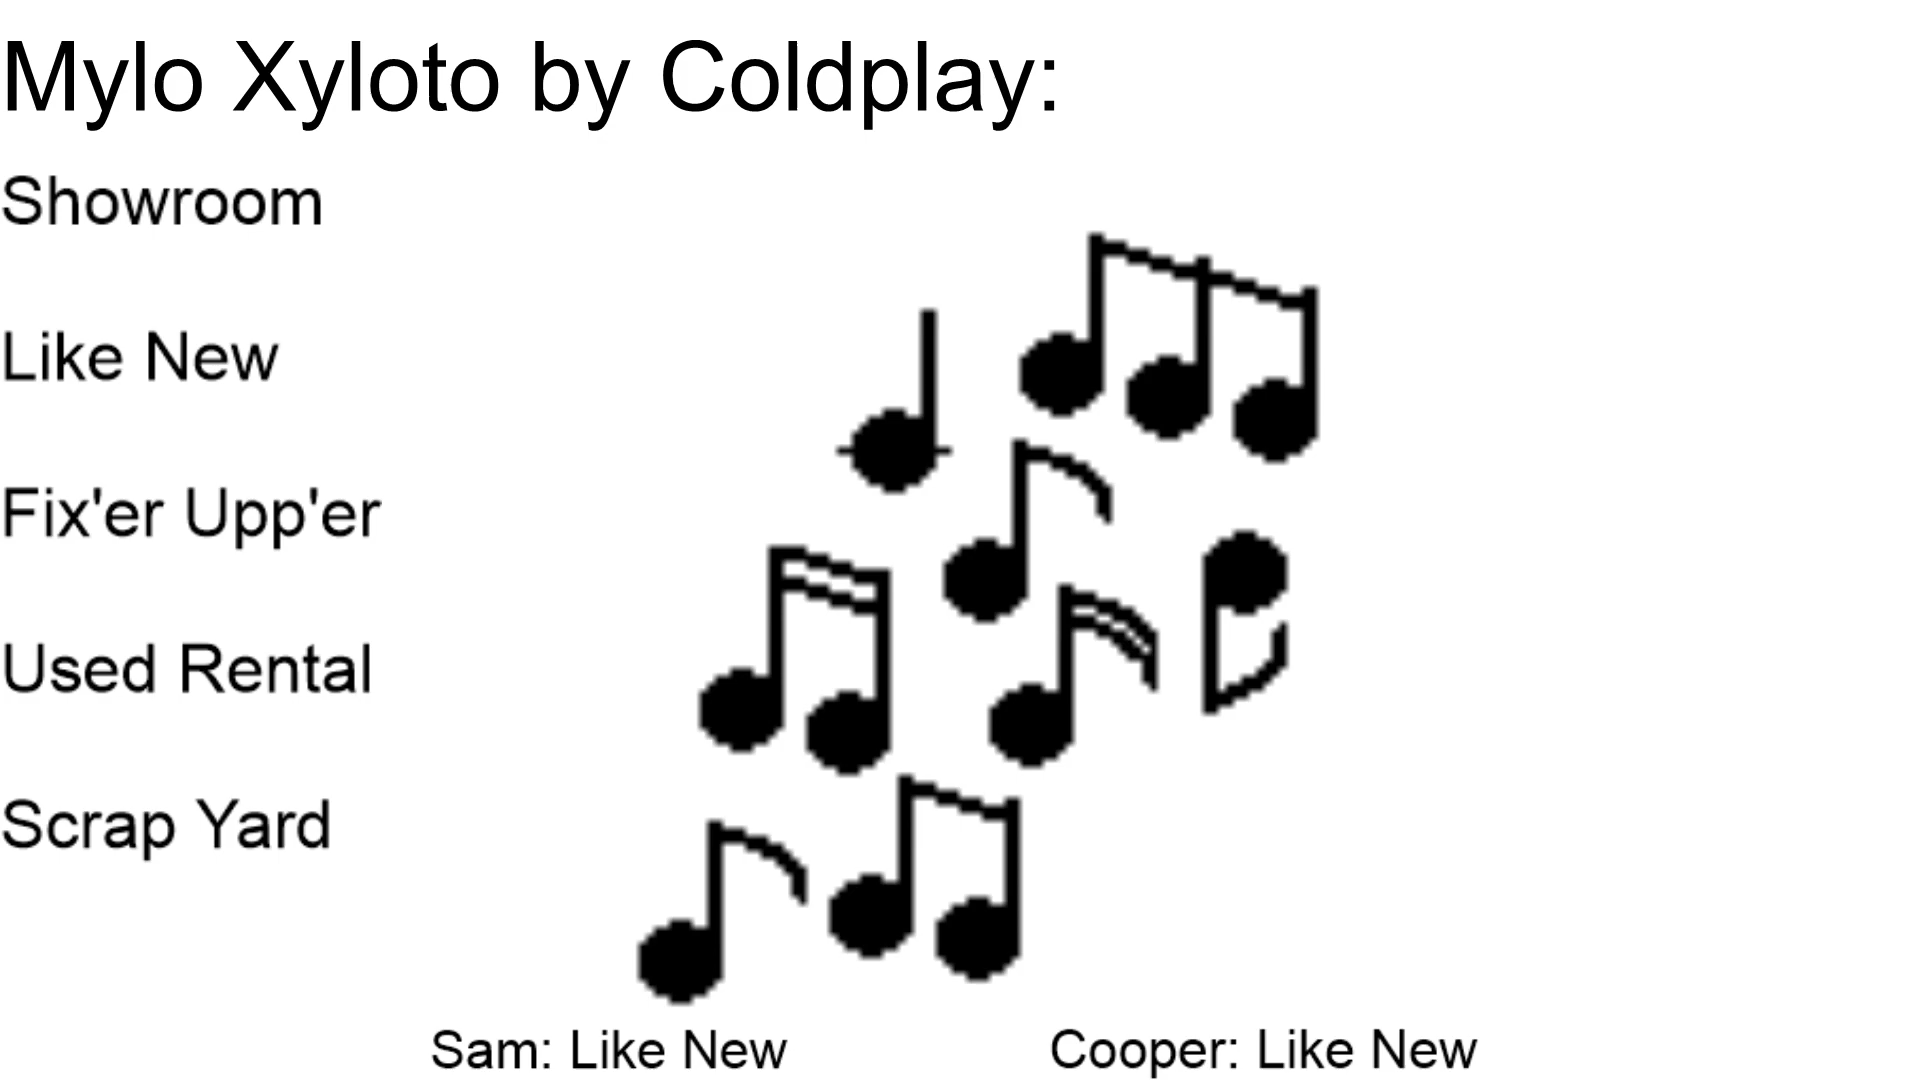 Mylo Xyloto by Coldplay:
Showroom
Like New
Fix'er Upp'er
Used Rental
Scrap Yard
Sam: Like New
Cooper: Like New